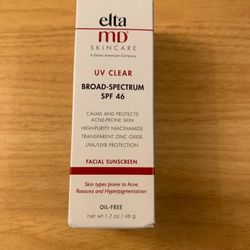 elta
MD
SKINCARE
A Swiss-American Company
UV CLEAR
BROAD-SPECTRUM
SPF 46
CALMS AND PROTECTS
ACNE-PRONE SKIN
HIGH-PURITY NIACINAMIDE
TRANSPARENT ZINC OXIDE
UVA/UVB PROTECTION
FACIAL SUNSCREEN
Skin types prone to Acne,
Rosacea and Hyperpigmentation
OIL-FREE
net wt 1.7 oz / 48 g